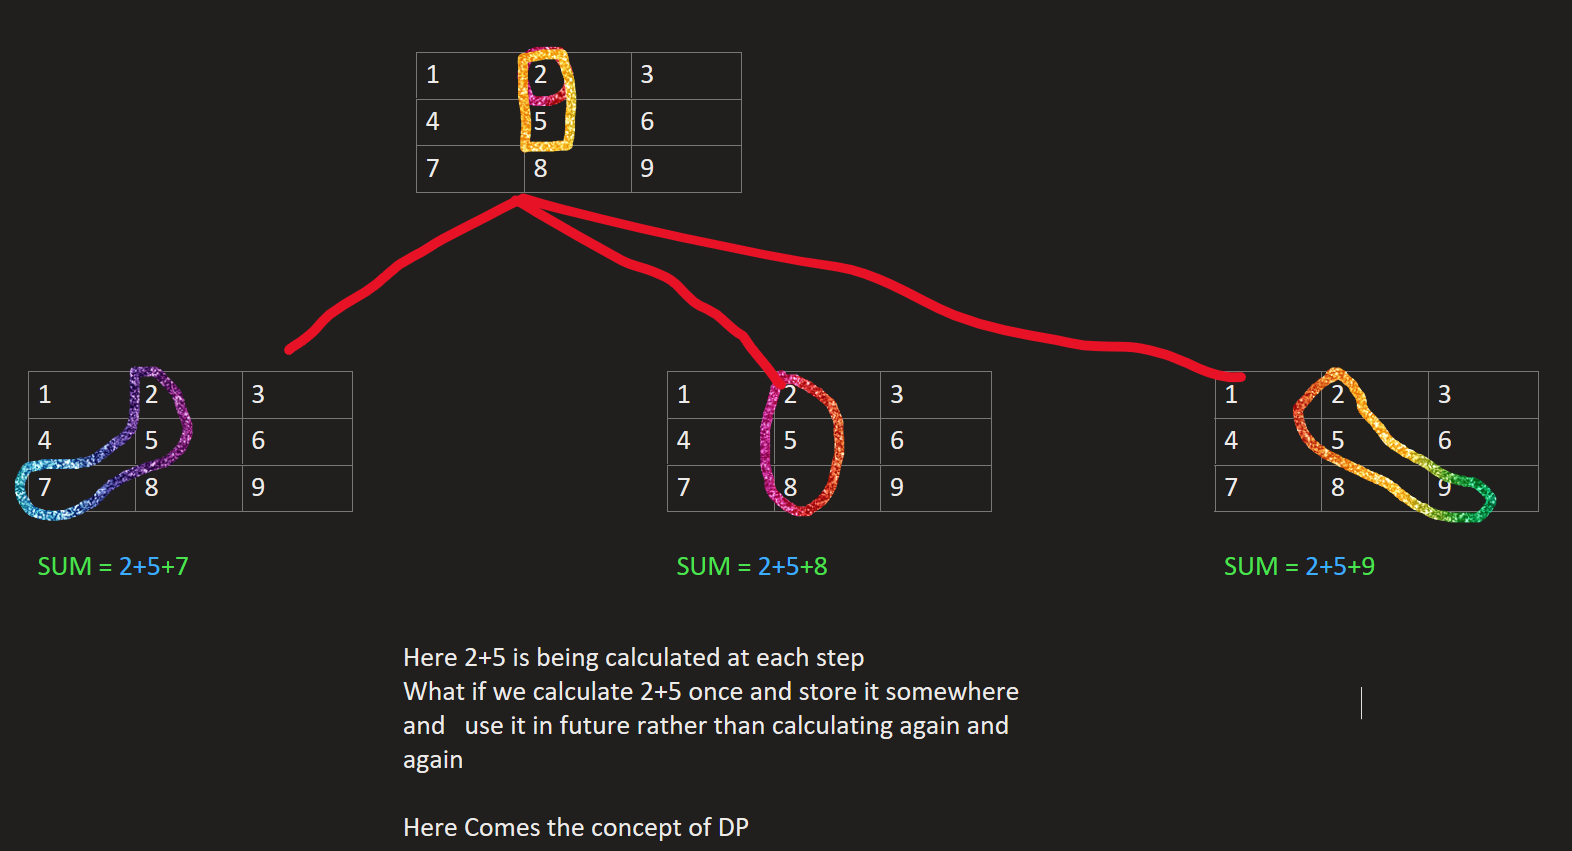 1 2 3
4 5 6
7 8 9
1 2 3
4 5 6
7 8 9
SUM = 2+5+7
1 2 3
4 5 6
7 8 9
SUM = 2+5+8
1 2 3
4 5 6
7 8 9
SUM = 2+5+9
Here 2+5 is being calculated at each step
What if we calculate 2+5 once and store it somewhere
and   use it in future rather than calculating again and
again
Here Comes the concept of DP